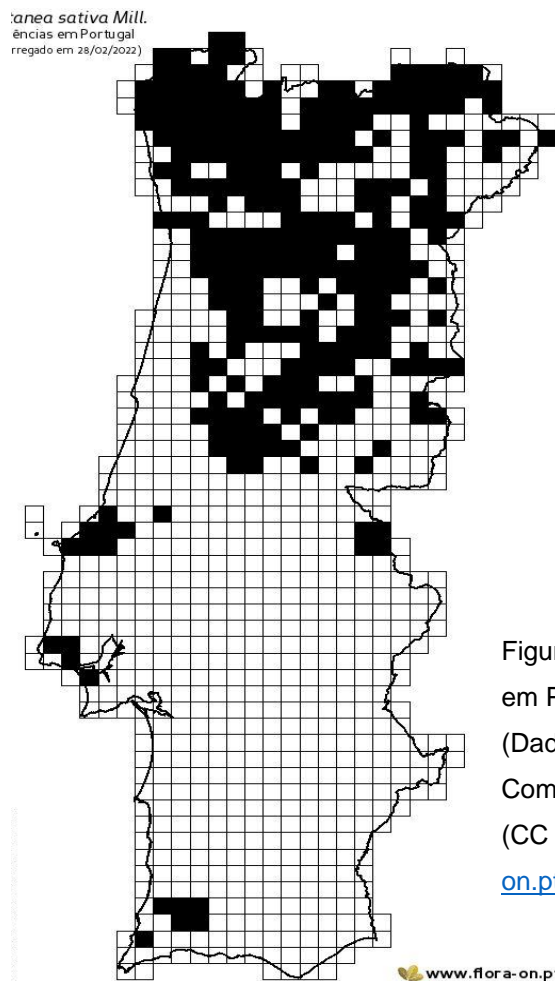 tanea sativa Mill.
ências em Portugal
rregado em 28/02/2022)
Figur
em P
(Dad
Com
(CC
on.pt
www.flora-on.pt